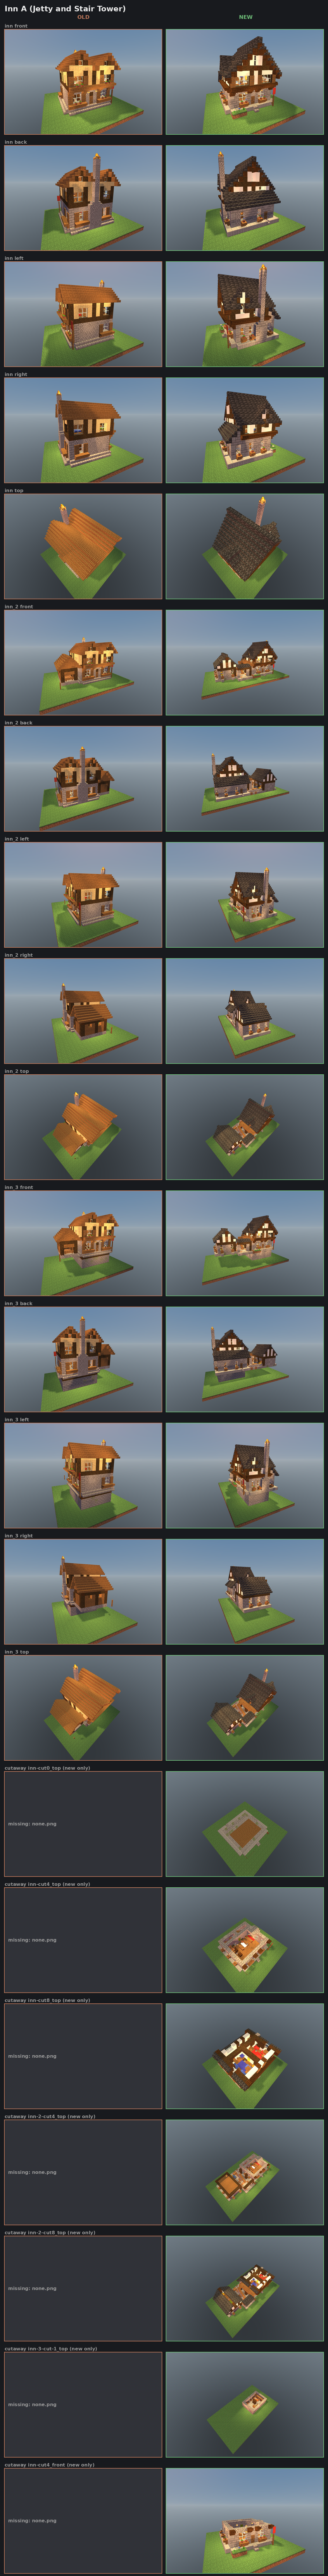 Inn A (Jetty and Stair Tower)
OLD NEW
inn front
inn back
inn left
inn right
inn top
inn_2 front
inn_2 back
inn_2 left
inn_2 right
inn_2 top
inn_3 front
inn_3 back
inn_3 left
inn_3 right
inn_3 top
cutaway inn-cut0_top (new only)
missing: none.png
cutaway inn-cut4_top (new only)
missing: none.png
cutaway inn-cut8_top (new only)
missing: none.png
cutaway inn-2-cut4_top (new only)
missing: none.png
cutaway inn-2-cut8_top (new only)
missing: none.png
cutaway inn-3-cut-1_top (new only)
missing: none.png
cutaway inn-cut4_front (new only)
missing: none.png